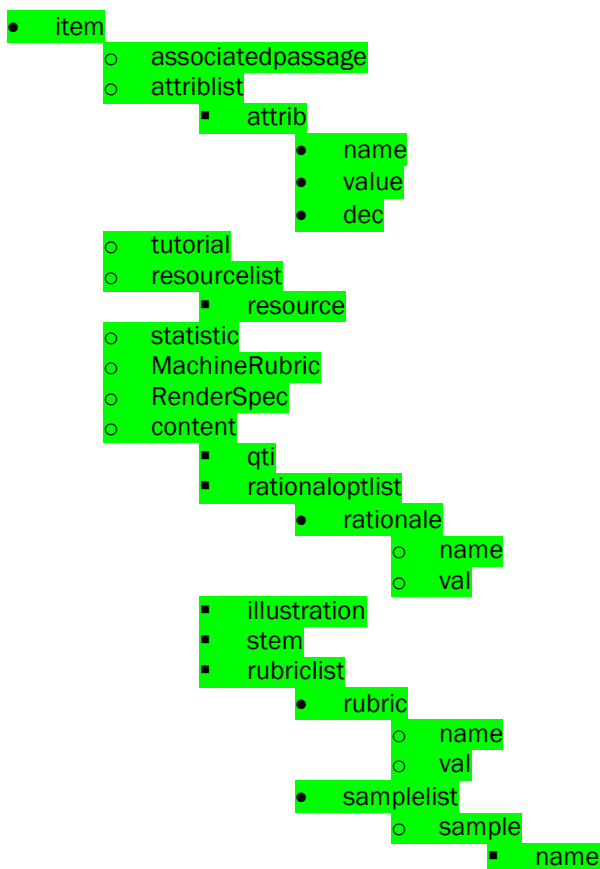 • item
○ associatedpassage
○ attriblist
▪ attrib
• name
• value
• dec
○ tutorial
○ resourcelist
▪ resource
○ statistic
○ MachineRubric
○ RenderSpec
○ content
▪ qti
▪ rationaloptlist
• rationale
○ name
○ val
▪ illustration
▪ stem
▪ rubriclist
• rubric
○ name
○ val
• samplelist
○ sample
▪ name